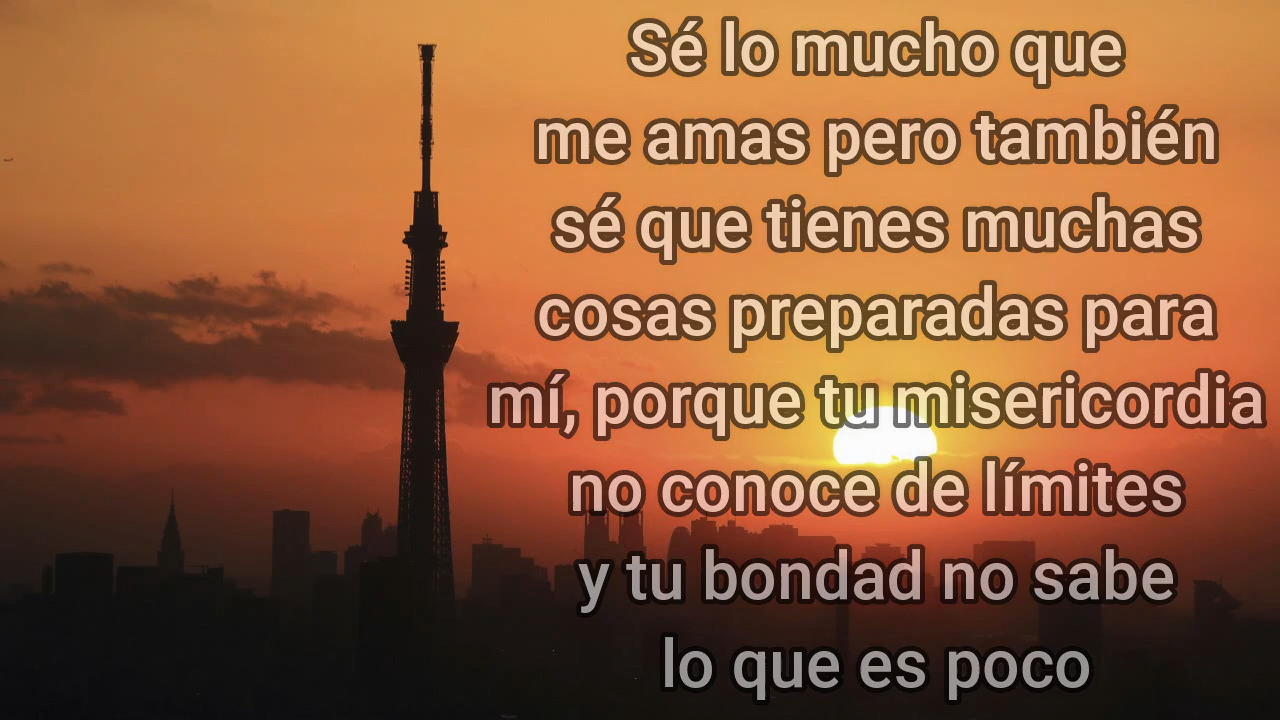 Sé lo mucho que
me amas pero también
sé que tienes muchas
cosas preparadas para
mí, porque tu misericordia
no conoce de límites
y tu bondad no sabe
lo que es poco